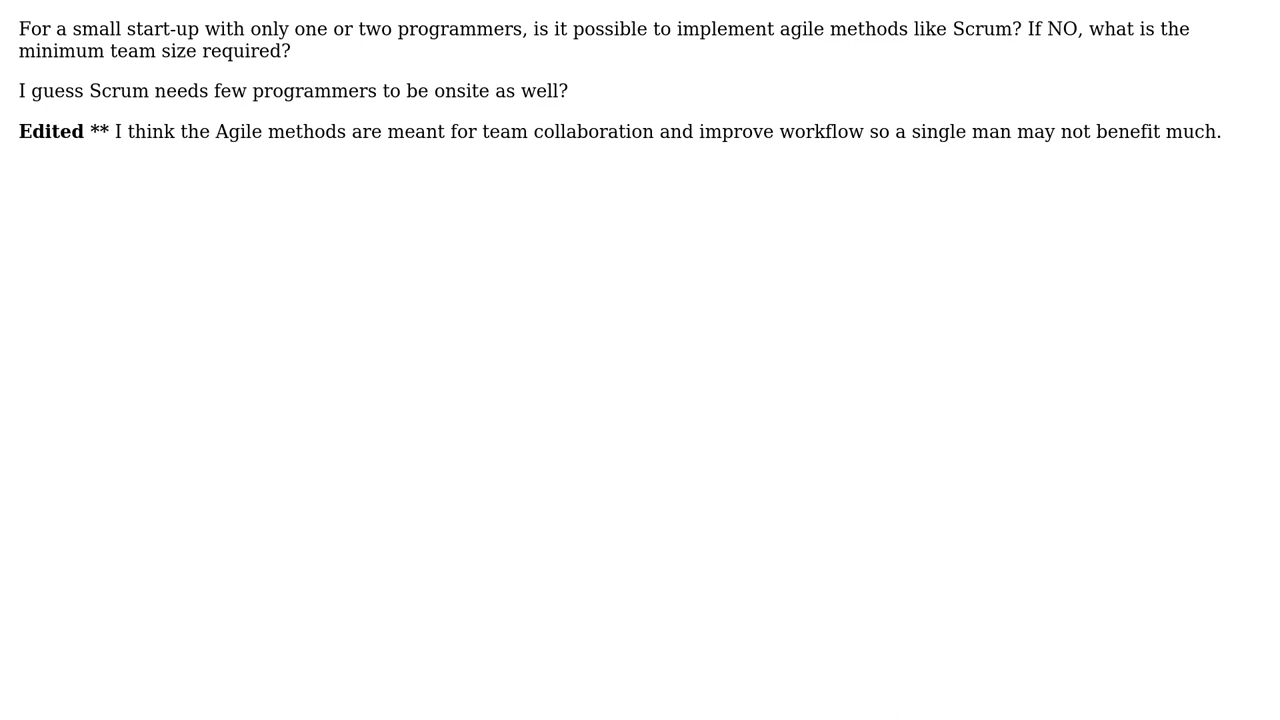 For a small start-up with only one or two programmers, is it possible to implement agile methods like Scrum? If NO, what is the
minimum team size required?
I guess Scrum needs few programmers to be onsite as well?
Edited ** I think the Agile methods are meant for team collaboration and improve workflow so a single man may not benefit much.